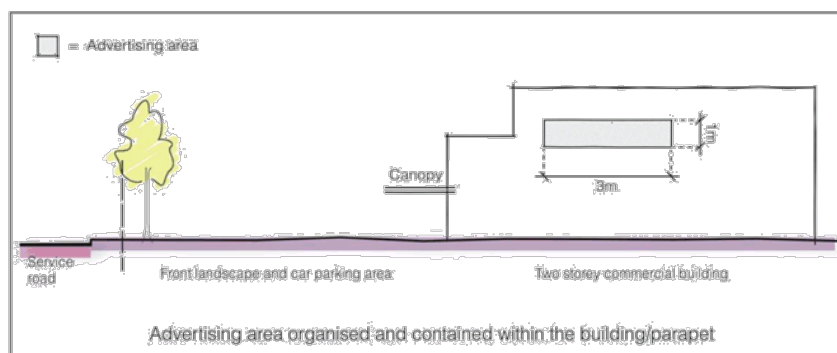 = Advertising area
Canopy
1m
3m
Service
road
Front landscape and car parking area
Two storey commercial building
Advertising area organised and contained within the building/parapet